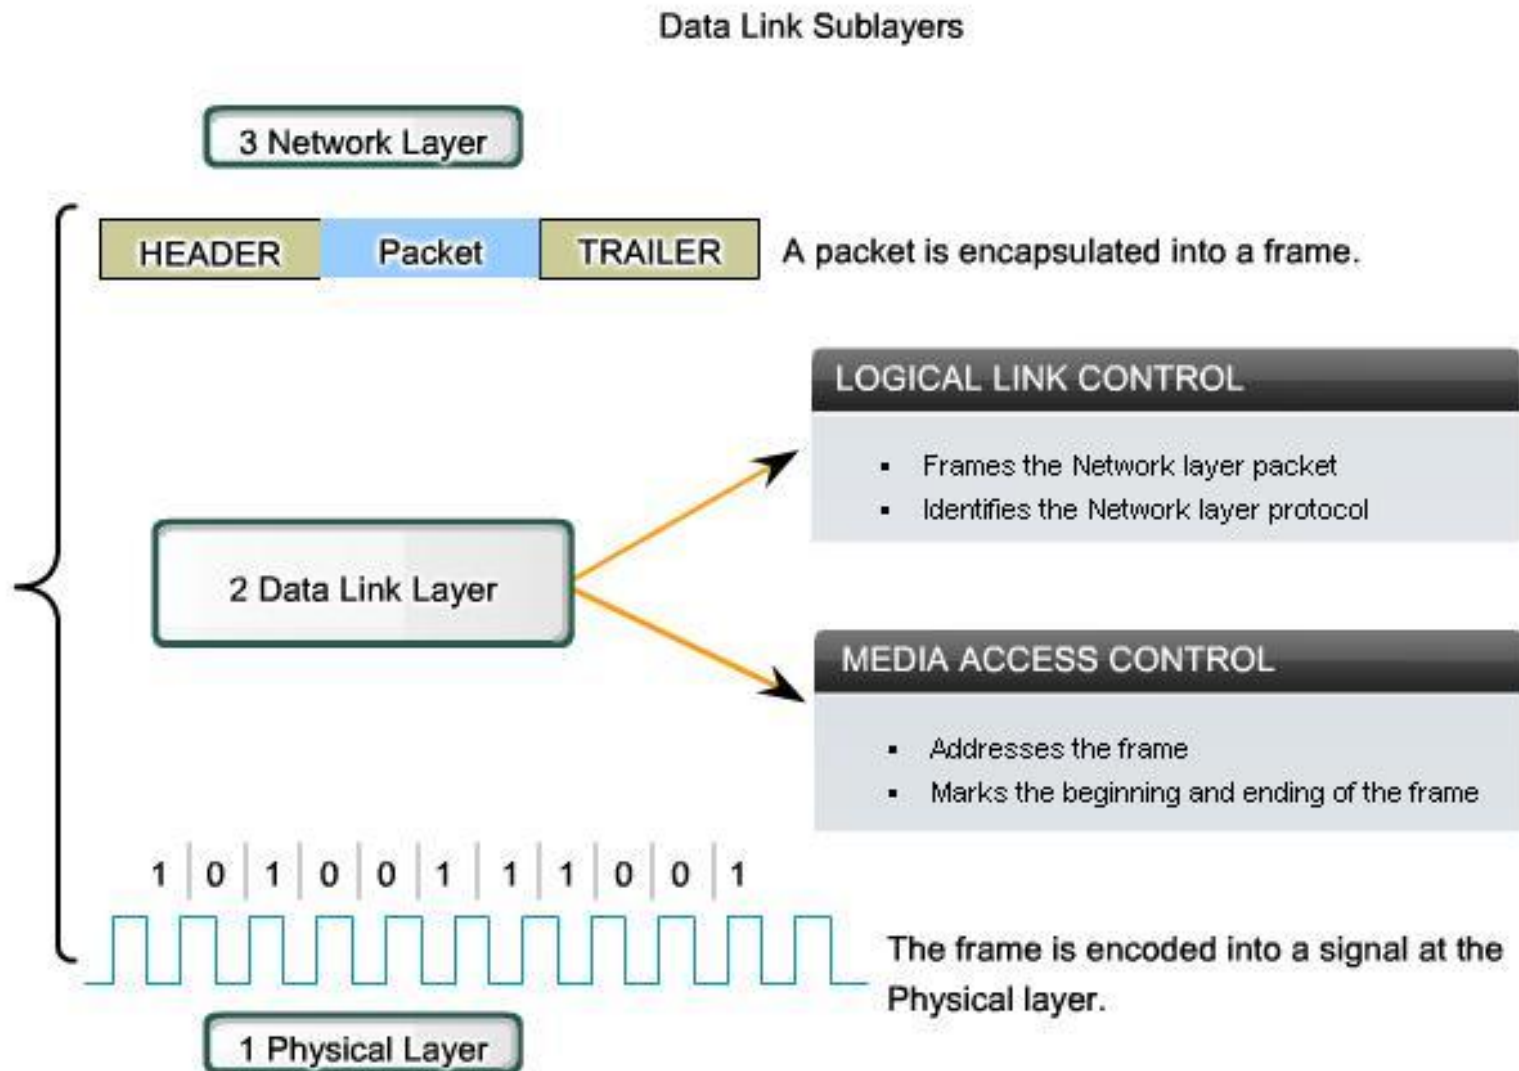 Data Link Sublayers
3 Network Layer
HEADER Packet TRAILER
A packet is encapsulated into a frame.
LOGICAL LINK CONTROL
▪ Frames the Network layer packet
▪ Identifies the Network layer protocol
2 Data Link Layer
MEDIA ACCESS CONTROL
▪ Addresses the frame
▪ Marks the beginning and ending of the frame
1 0 1 0 0 1 1 1 0 0 1
The frame is encoded into a signal at the
Physical layer.
1 Physical Layer